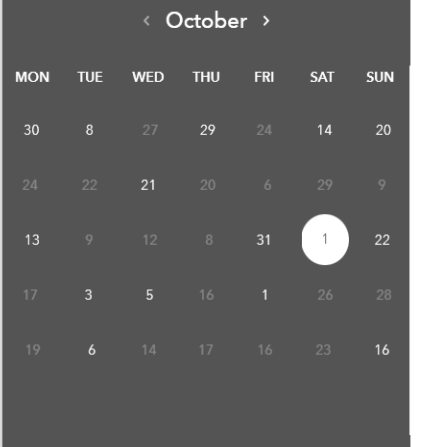 ‹ October ›
MON TUE WED THU FRI SAT SUN
30 8 27 29 24 14 20
24 22 21 20 6 29 9
13 9 12 8 31 1 22
17 3 5 16 1 26 28
19 6 14 17 16 23 16